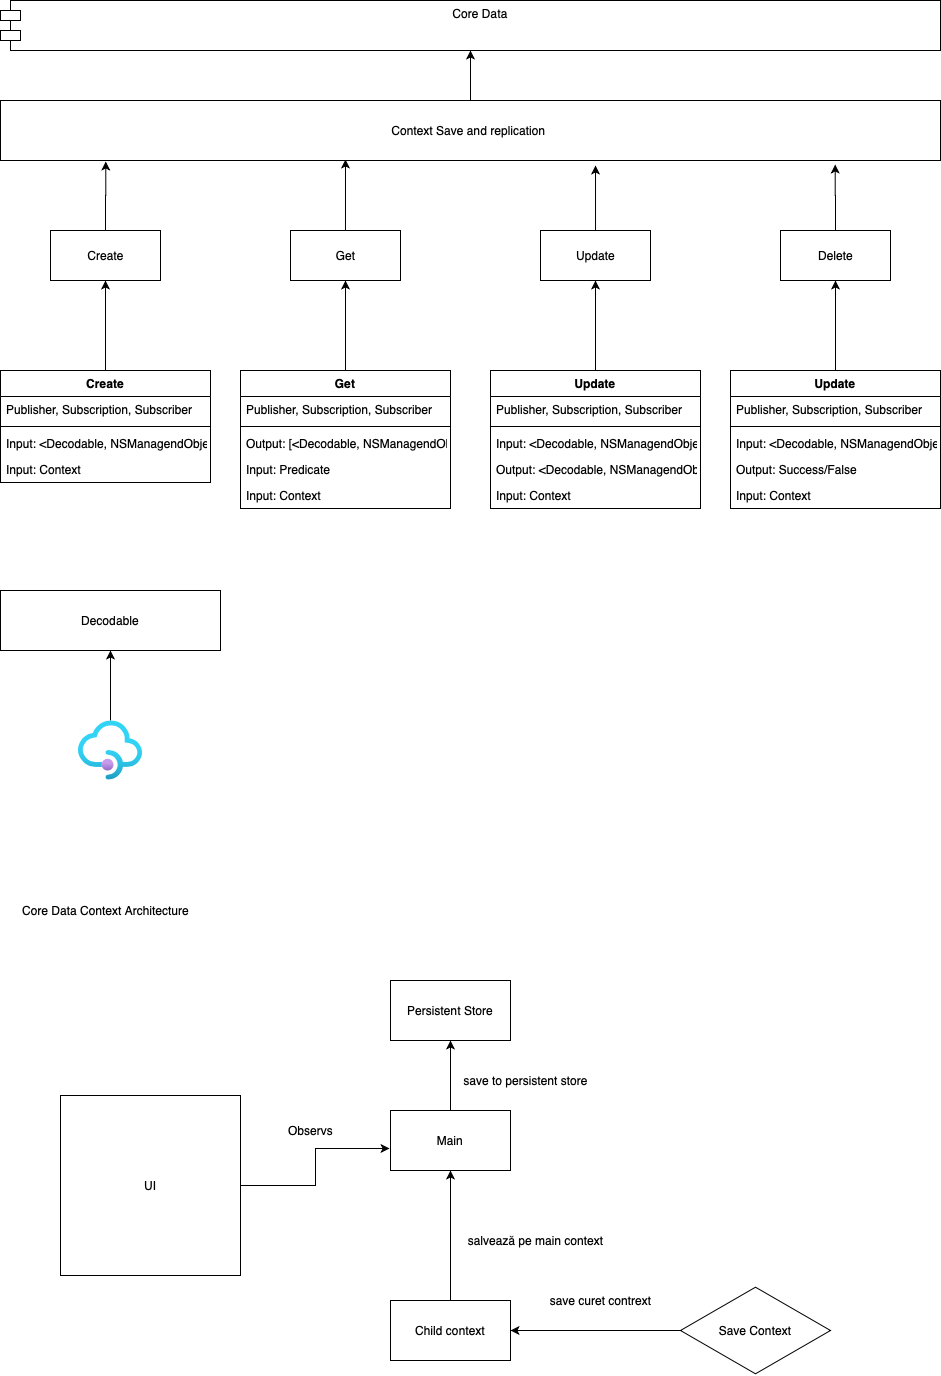 Core Data
Context Save and replication
Create
Get
Update
Delete
Create
Publisher, Subscription, Subscriber
Input: <Decodable, NSManagendObje
Input: Context
Get
Publisher, Subscription, Subscriber
Output: [<Decodable, NSManagendOl
Input: Predicate
Input: Context
Update
Publisher, Subscription, Subscriber
Input: <Decodable, NSManagendObje
Output: <Decodable, NSManagendOb
Input: Context
Update
Publisher, Subscription, Subscriber
Input: <Decodable, NSManagendObje
Output: Success/False
Input: Context
Decodable
Core Data Context Architecture
Persistent Store
save to persistent store
Observs
Main
UI
salvează pe main context
save curet contrext
Child context
Save Context